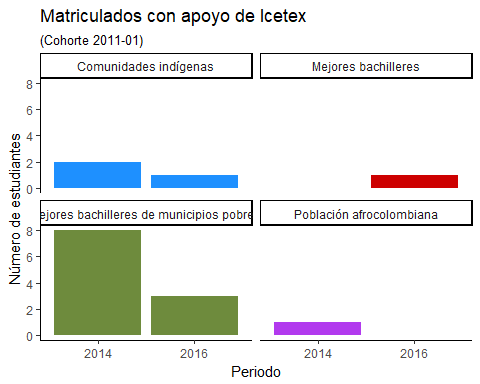 Matriculados con apoyo de Icetex
(Cohorte 2011-01)
Comunidades indígenas
Mejores bachilleres
8
6
4
2
0
ejores bachilleres de municipios pobre
Población afrocolombiana
8
6
4
2
0
Número de estudiantes
2014
2016
2014
2016
Periodo